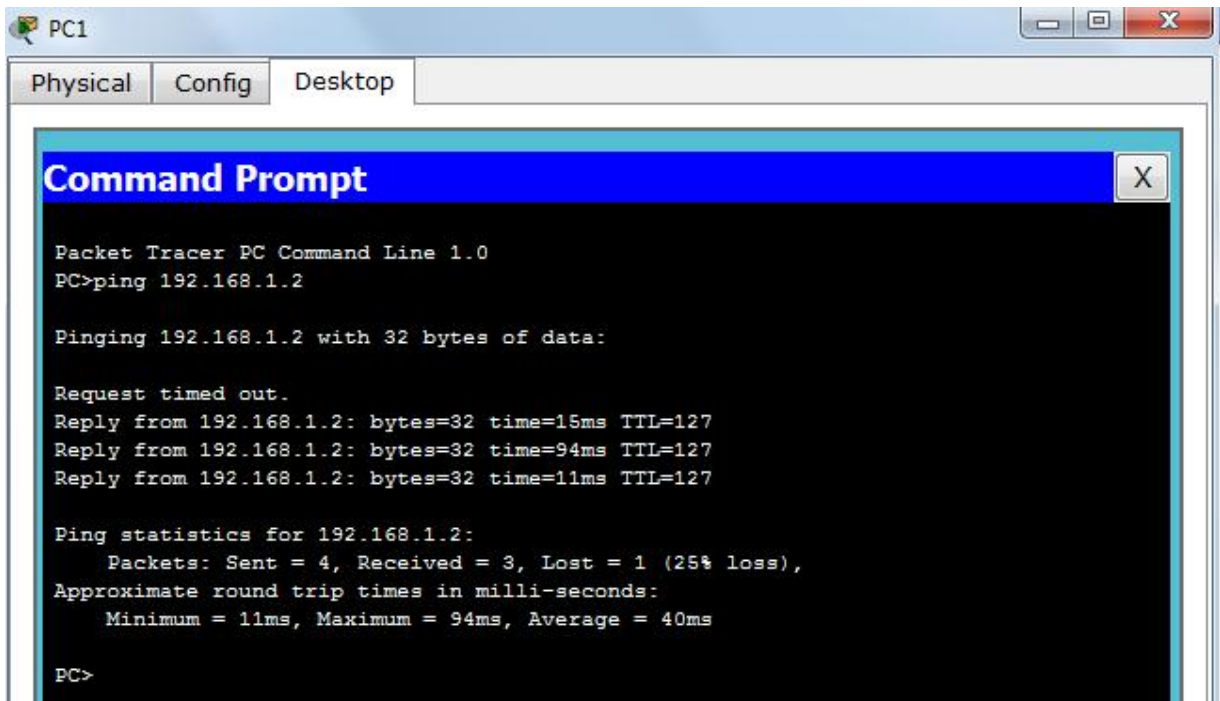 PC1
Physical Config Desktop
Command Prompt X
Packet Tracer PC Command Line 1.0
PC>ping 192.168.1.2
Pinging 192.168.1.2 with 32 bytes of data:
Request timed out.
Reply from 192.168.1.2: bytes=32 time=15ms TTL=127
Reply from 192.168.1.2: bytes=32 time=94ms TTL=127
Reply from 192.168.1.2: bytes=32 time=11ms TTL=127
Ping statistics for 192.168.1.2:
Packets: Sent = 4, Received = 3, Lost = 1 (25% loss),
Approximate round trip times in milli-seconds:
Minimum = 11ms, Maximum = 94ms, Average = 40ms
PC>